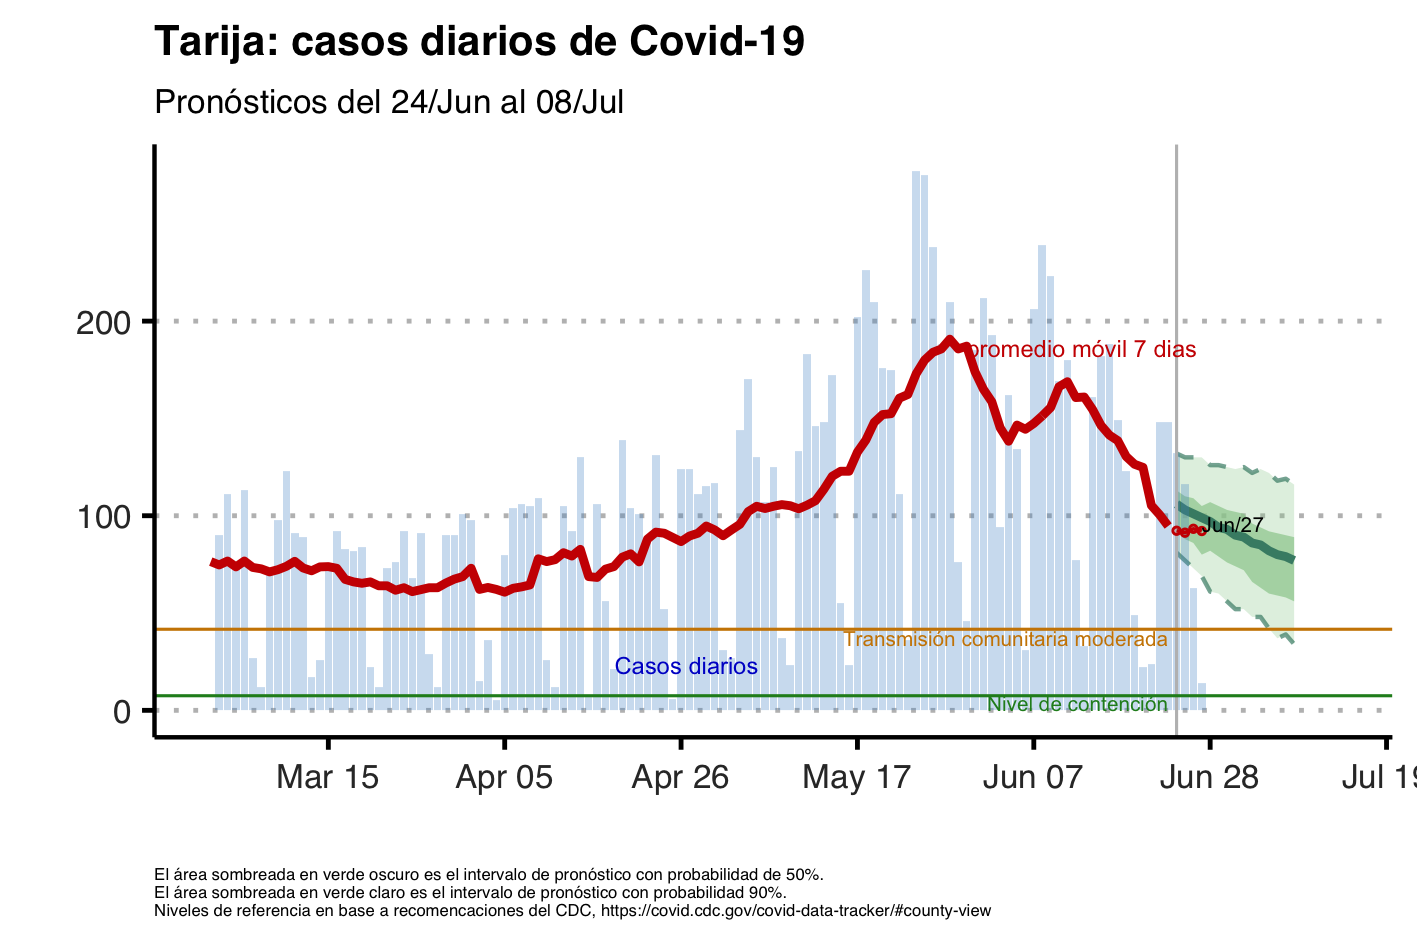 Tarija: casos diarios de Covid-19
Pronósticos del 24/Jun al 08/Jul
200
100
0
promedio móvil 7 dias
Jun/27
Transmisión comunitaria moderada
Casos diarios
Nivel de contención
Mar 15
Apr 05
Apr 26
May 17
Jun 07
Jun 28
Jul 19
El área sombreada en verde oscuro es el intervalo de pronóstico con probabilidad de 50%.
El área sombreada en verde claro es el intervalo de pronóstico con probabilidad 90%.
Niveles de referencia en base a recomencaciones del CDC, https://covid.cdc.gov/covid-data-tracker/#county-view